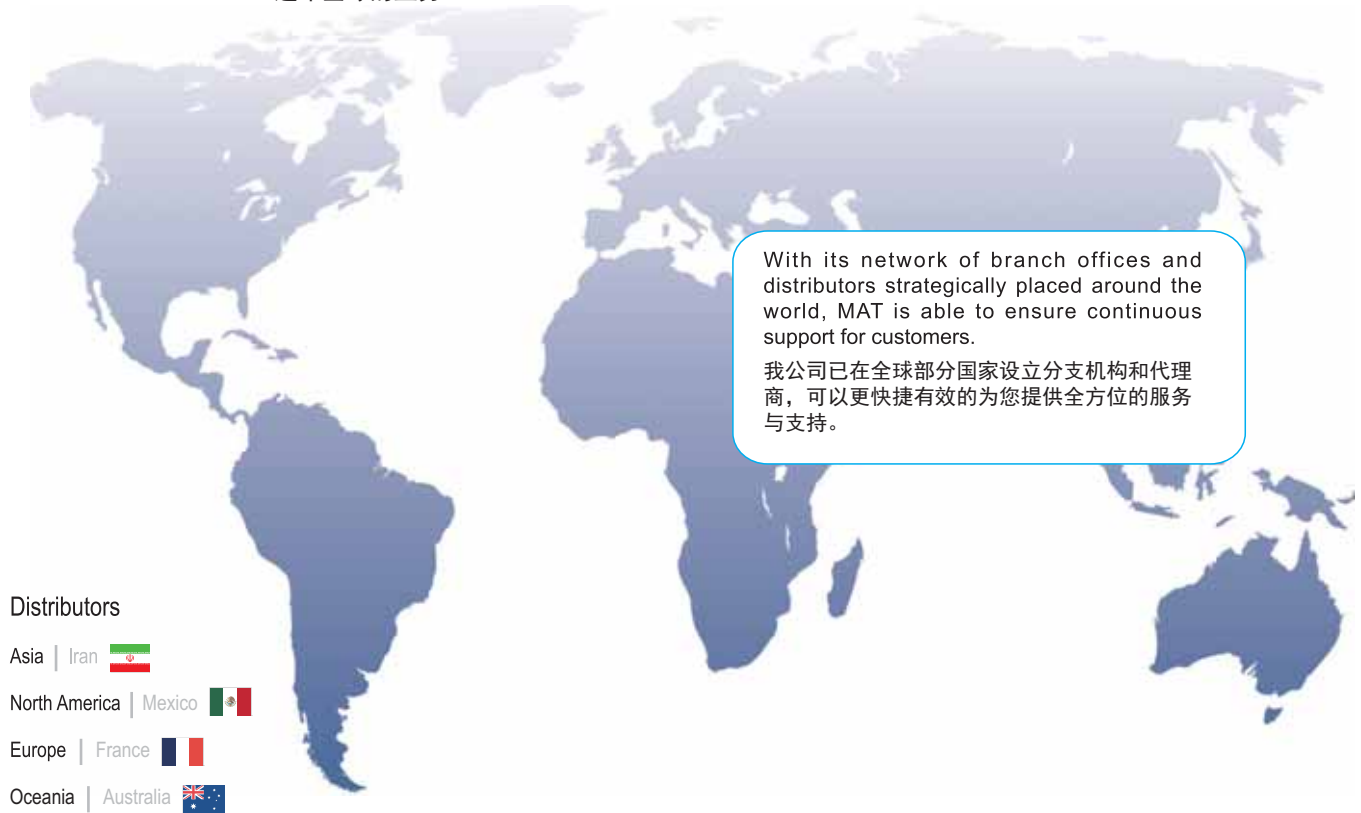 With its network of branch offices and
distributors strategically placed around the
world, MAT is able to ensure continuous
support for customers.
我公司已在全球部分国家设立分支机构和代理
商，可以更快捷有效的为您提供全方位的服务
与支持。
Distributors
Asia | Iran
North America | Mexico
Europe | France
Oceania | Australia